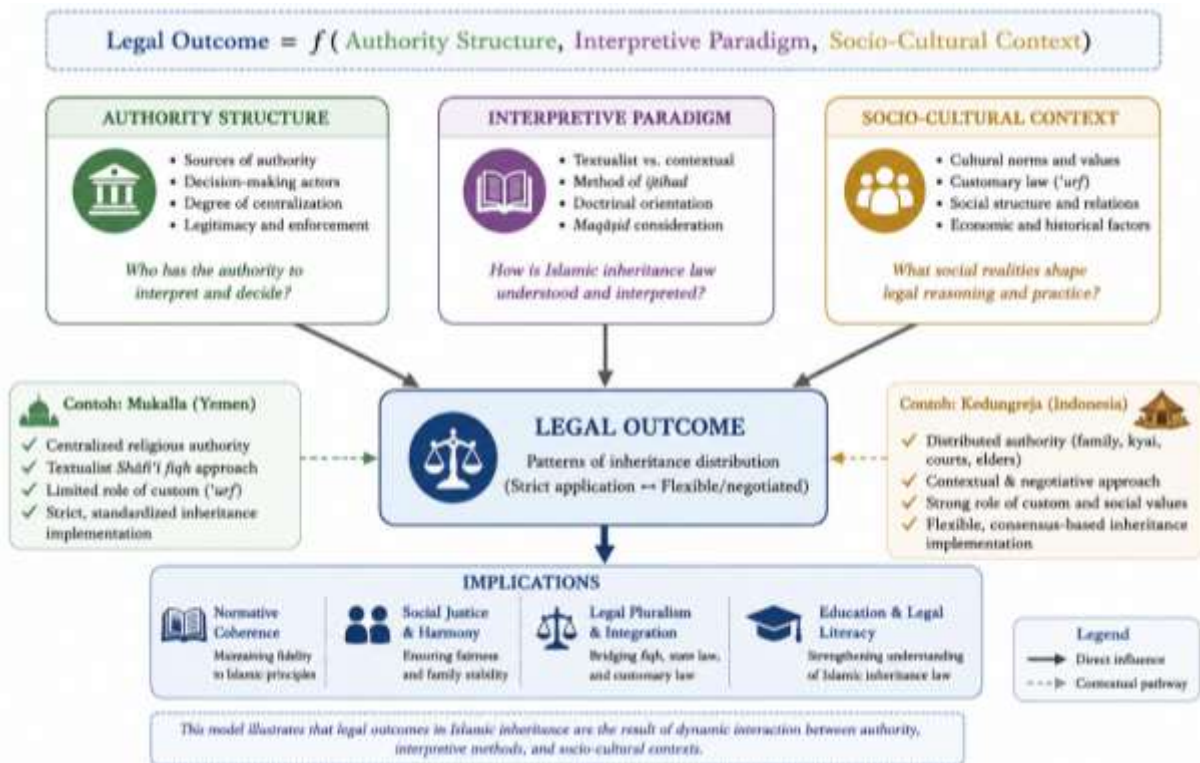 Legal Outcome = f ( Authority Structure, Interpretive Paradigm, Socio-Cultural Context)
AUTHORITY STRUCTURE
• Sources of authority
• Decision-making actors
• Degree of centralization
• Legitimacy and enforcement
Who has the authority to
interpret and decide?
INTERPRETIVE PARADIGM
• Textualist vs. contextual
• Method of ijtihad
• Doctrinal orientation
• Maqāṣid consideration
How is Islamic inheritance law
understood and interpreted?
SOCIO-CULTURAL CONTEXT
• Cultural norms and values
• Customary law ('urf)
• Social structure and relations
• Economic and historical factors
What social realities shape
legal reasoning and practice?
Contoh: Mukalla (Yemen)
✓ Centralized religious authority
✓ Textualist Shāfi'ī fiqh approach
✓ Limited role of custom ('urf)
✓ Strict, standardized inheritance
implementation
LEGAL OUTCOME
Patterns of inheritance distribution
(Strict application ↔ Flexible/negotiated)
Contoh: Kedungreja (Indonesia)
✓ Distributed authority (family, kyai,
courts, elders)
✓ Contextual & negotiative approach
✓ Strong role of custom and social values
✓ Flexible, consensus-based inheritance
implementation
IMPLICATIONS
Normative
Coherence
Maintaining fidelity
to Islamic principles
Social Justice
& Harmony
Ensuring fairness
and family stability
Legal Pluralism
& Integration
Bridging fiqh, state law,
and customary law
Education & Legal
Literacy
Strengthening understanding
of Islamic inheritance law
Legend
Direct influence
Contextual pathway
This model illustrates that legal outcomes in Islamic inheritance are the result of dynamic interaction between authority,
interpretive methods, and socio-cultural contexts.